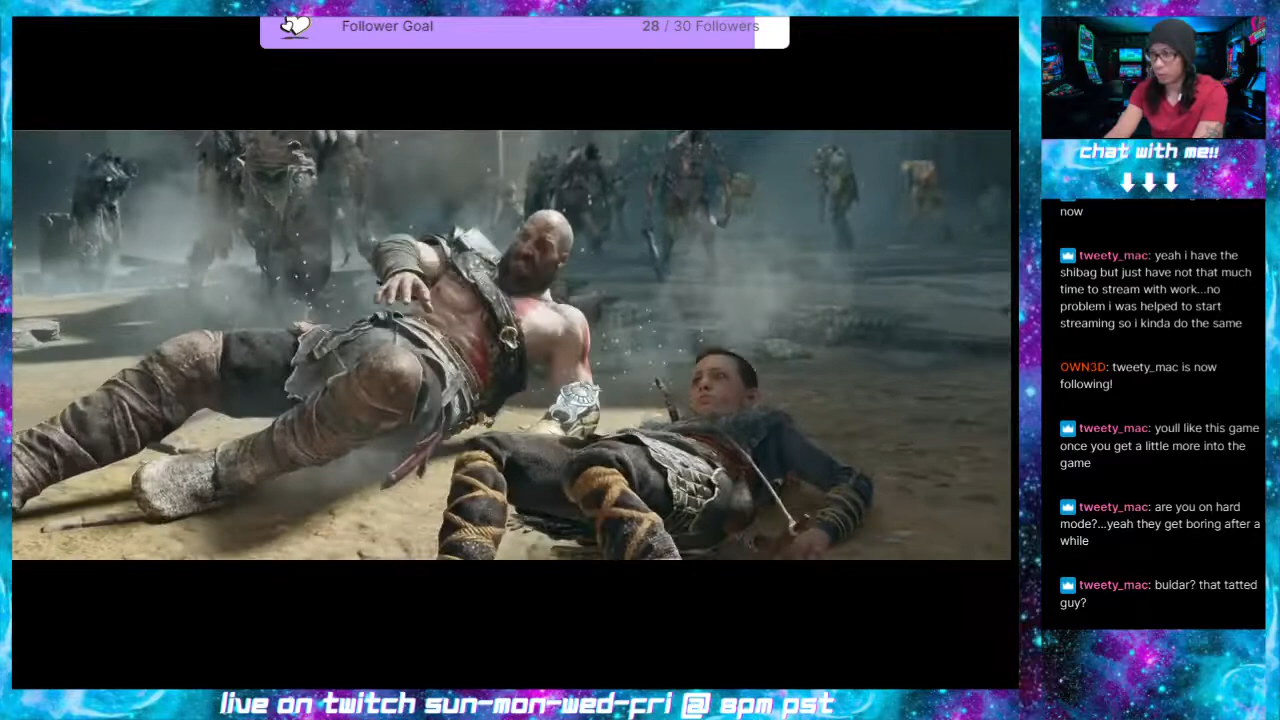 Follower Goal
28 / 30 Followers
chat with me!!
now
tweety_mac: yeah i have the
shibag but just have not that much
time to stream with work...no
problem i was helped to start
streaming so i kinda do the same
OWN3D: tweety_mac is now
following!
tweety_mac: youll like this game
once you get a little more into the
game
tweety_mac: are you on hard
mode?...yeah they get boring after a
while
tweety_mac: buldar? that tatted
guy?
live on twitch sun-mon-wed-fri @ 8pm pst